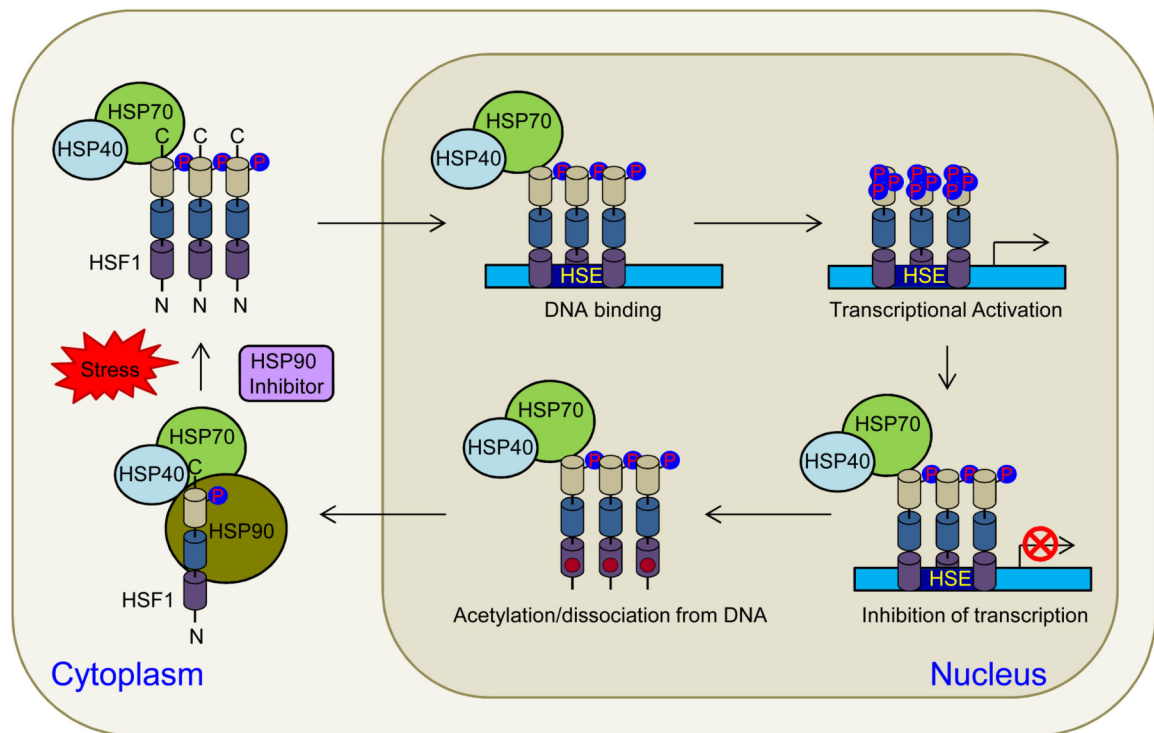 HSP70
HSP40
C C C
P P P
HSF1
N N N
Stress
HSP90
Inhibitor
HSP70
HSP40
C
P
HSP90
HSF1
N
Cytoplasm
HSP70
HSP40
P P P
HSE
DNA binding
P P P P P P P P P P P P
HSE
Transcriptional Activation
HSP70
HSP40
P P P
Acetylation/dissociation from DNA
HSP70
HSP40
P P P
HSE
Inhibition of transcription
Nucleus